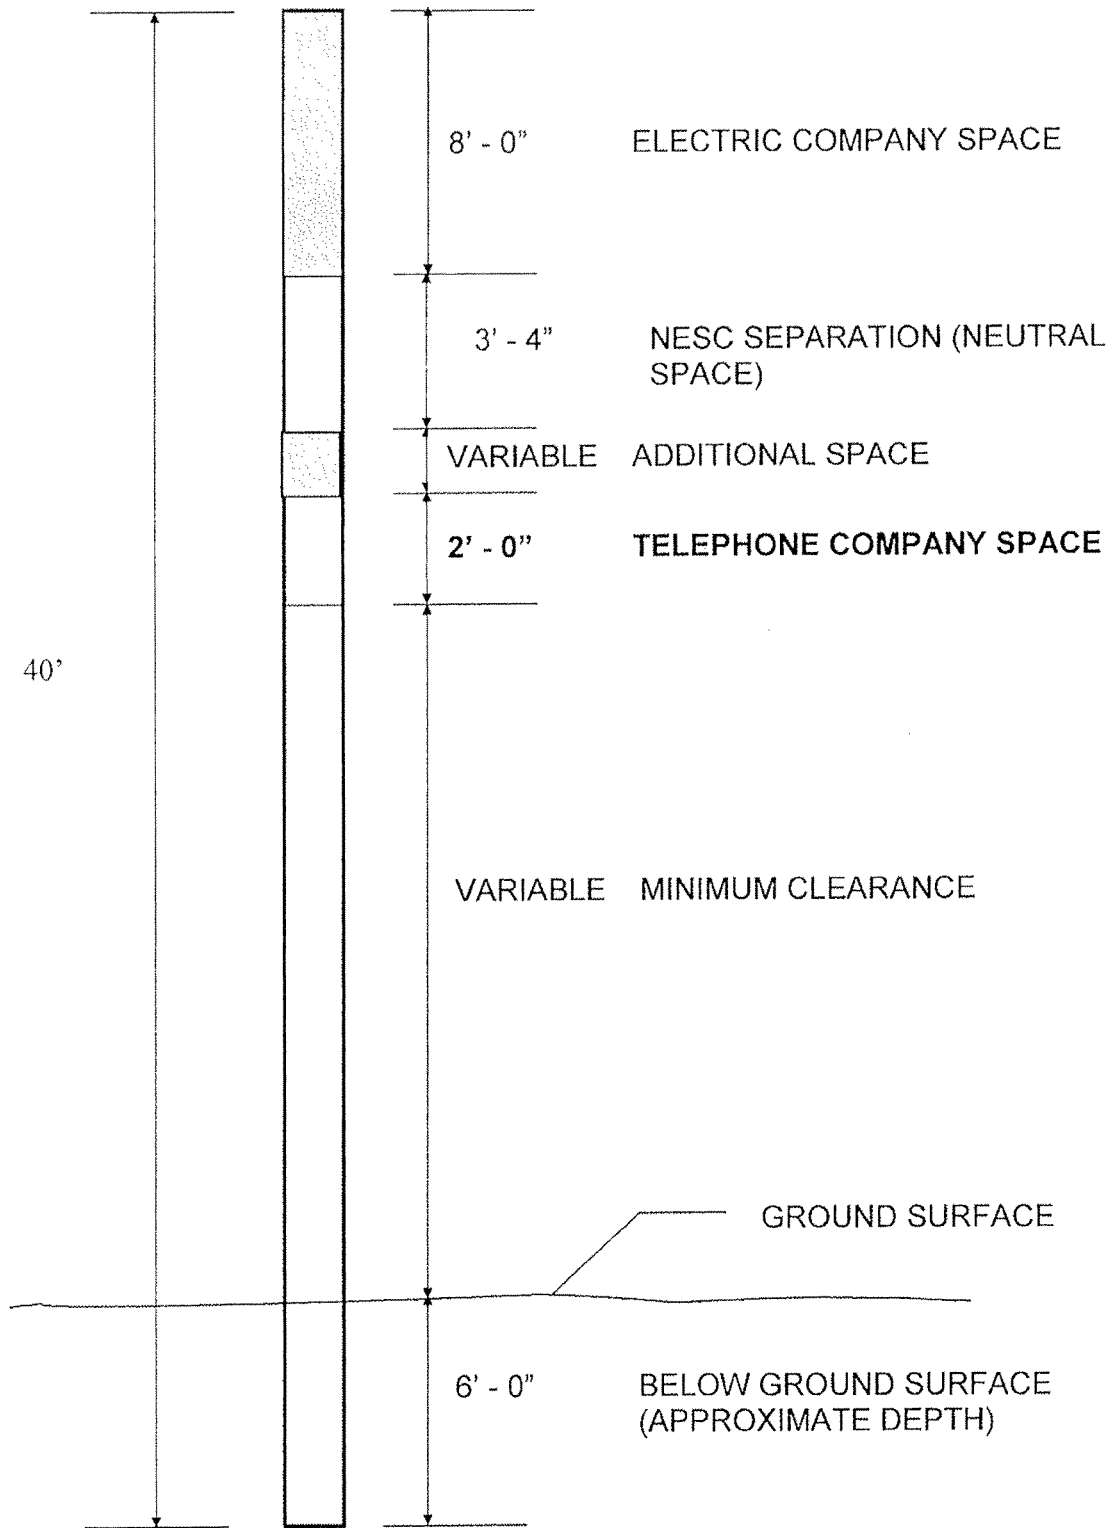 8' - 0" ELECTRIC COMPANY SPACE
3' - 4" NESC SEPARATION (NEUTRAL
SPACE)
VARIABLE ADDITIONAL SPACE
2' - 0" TELEPHONE COMPANY SPACE
40'
VARIABLE MINIMUM CLEARANCE
GROUND SURFACE
6' - 0" BELOW GROUND SURFACE
(APPROXIMATE DEPTH)